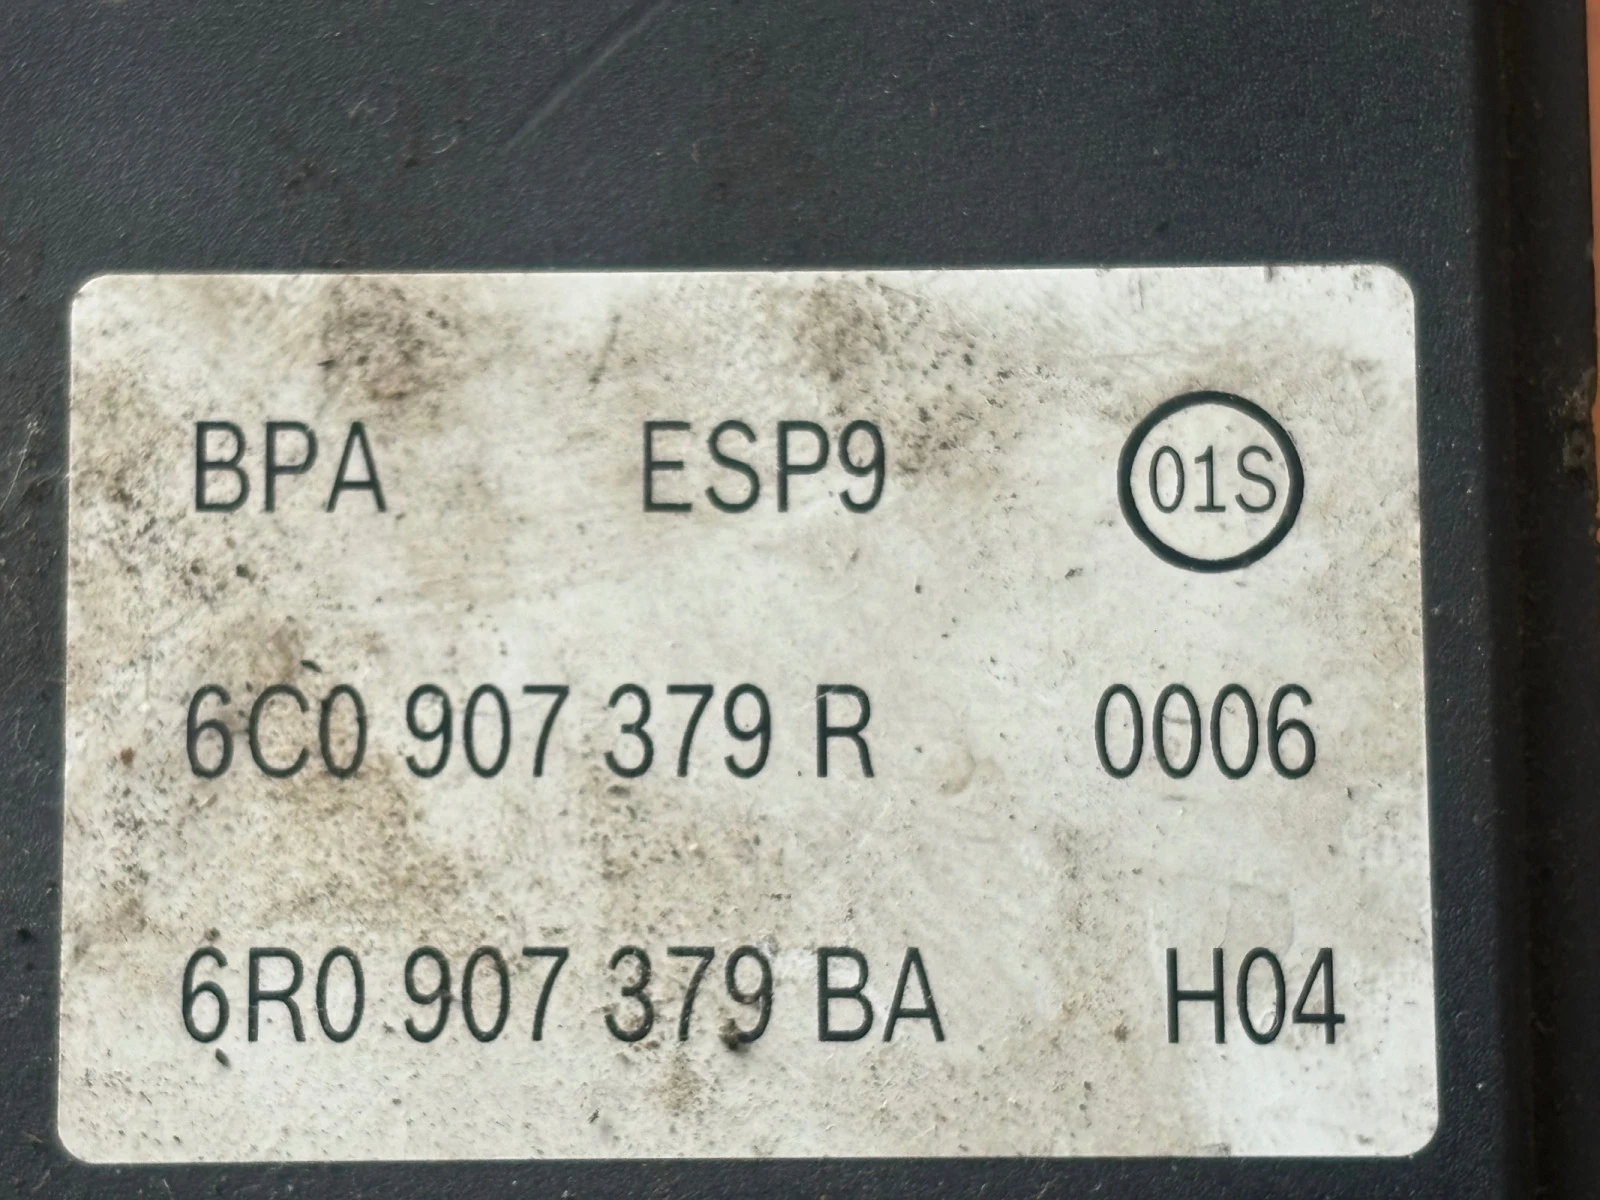 BPA ESP9 01S
6C0 907 379 R 0006
6R0 907 379 BA H04